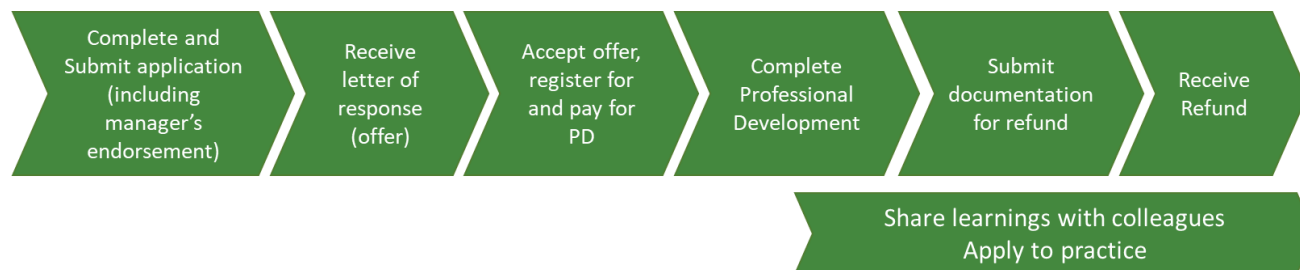 Complete and
Submit application
(including
manager's
endorsement)
Receive
letter of
response
(offer)
Accept offer,
register for
and pay for
PD
Complete
Professional
Development
Submit
documentation
for refund
Receive
Refund
Share learnings with colleagues
Apply to practice